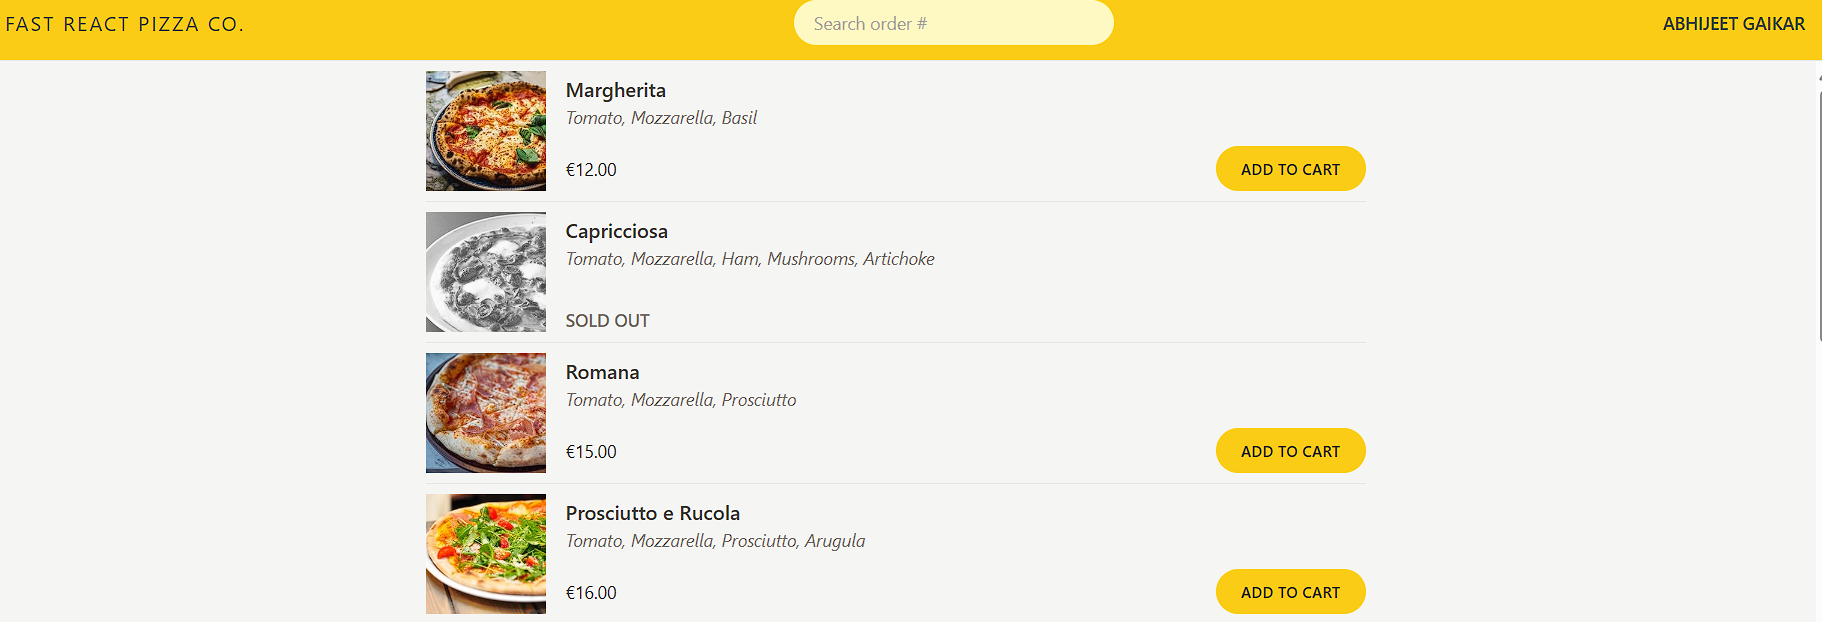 FAST REACT PIZZA CO.
Search order #
ABHIJEET GAIKAR
Margherita
Tomato, Mozzarella, Basil
€12.00
ADD TO CART
Capricciosa
Tomato, Mozzarella, Ham, Mushrooms, Artichoke
SOLD OUT
Romana
Tomato, Mozzarella, Prosciutto
€15.00
ADD TO CART
Prosciutto e Rucola
Tomato, Mozzarella, Prosciutto, Arugula
€16.00
ADD TO CART